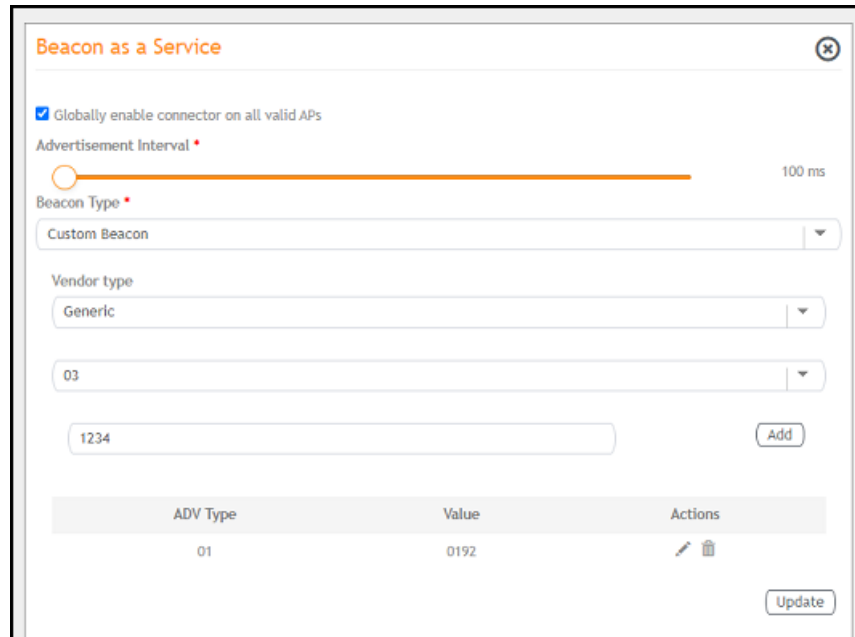 Beacon as a Service
Globally enable connector on all valid APs
Advertisement Interval *
100 ms
Beacon Type *
Custom Beacon
Vendor type
Generic
03
1234 Add
ADV Type Value Actions
01 0192
Update